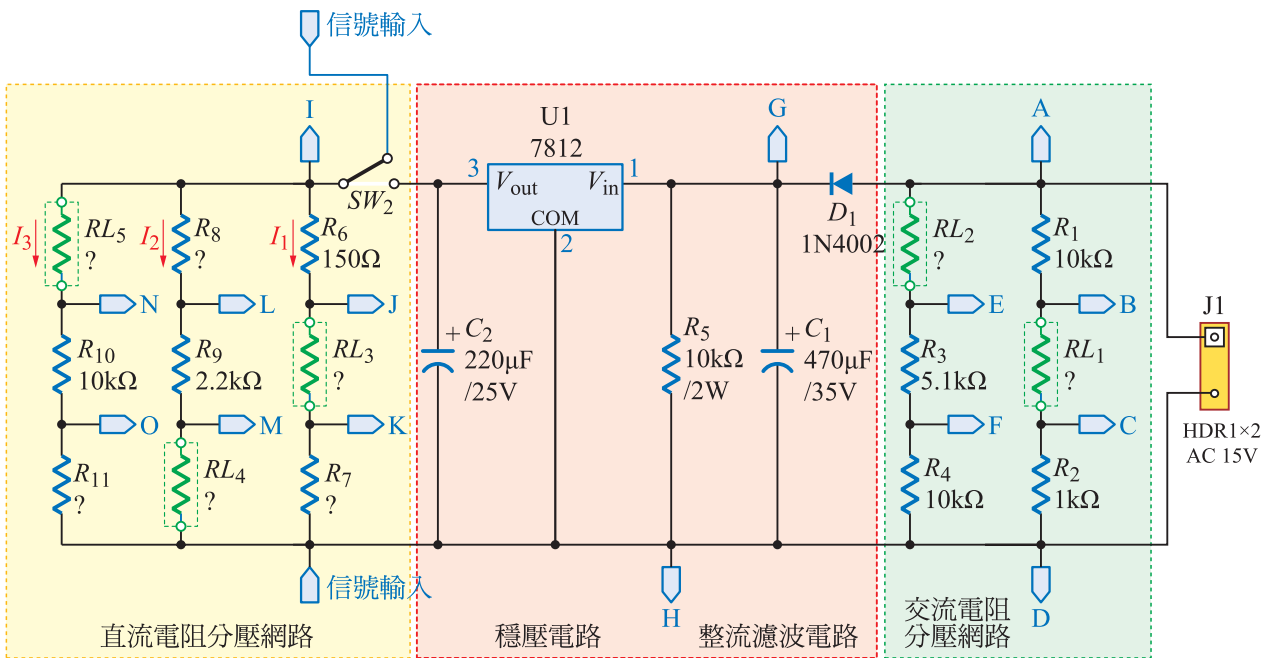 信號輸入
I
G
A
U1
7812
3
1
Vout
Vin
COM
2
SW2
D1
1N4002
I3
RL5
?
I2
R8
?
I1
R6
150Ω
RL2
?
R1
10kΩ
N
L
J
E
B
J1
R10
10kΩ
R9
2.2kΩ
RL3
?
+ C2
220μF
/25V
R5
10kΩ
/2W
+ C1
470μF
/35V
R3
5.1kΩ
RL1
?
O
M
K
F
C
HDR1×2
AC 15V
R11
?
RL4
?
R7
?
R4
10kΩ
R2
1kΩ
信號輸入
H
D
直流電阻分壓網路
穩壓電路
整流濾波電路
交流電阻
分壓網路